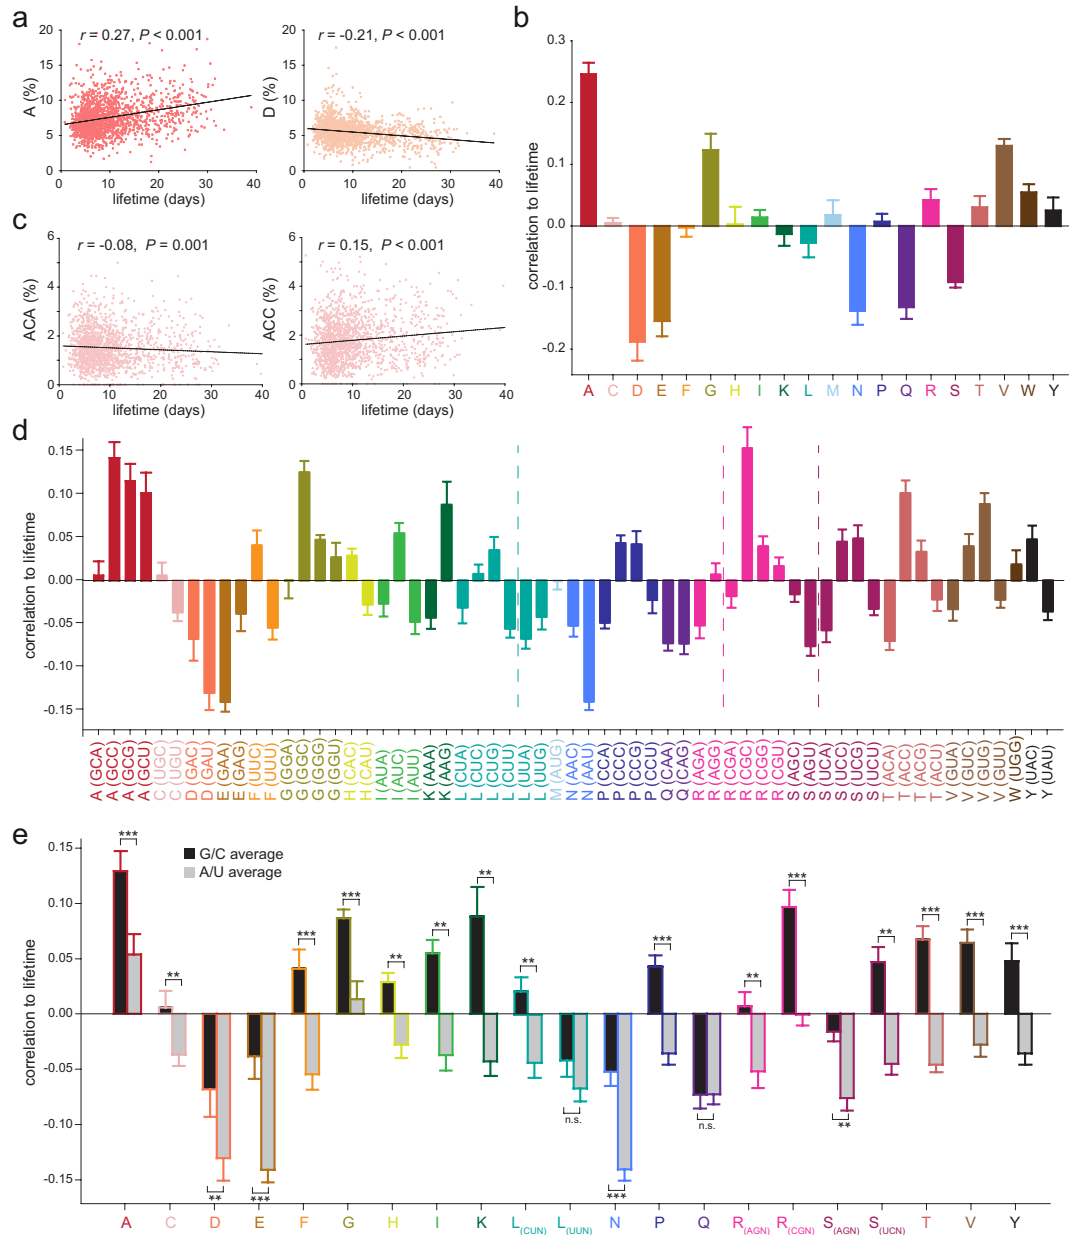 a
r = 0.27, P < 0.001
20
15
10
5
0
A (%)
0 10 20 30 40
lifetime (days)
r = -0.21, P < 0.001
20
15
10
5
0
D (%)
0 10 20 30 40
lifetime (days)
b
0.3
0.2
0.1
0.0
-0.1
-0.2
correlation to lifetime
A C D E F G H I K L M N P Q R S T V W Y
c
r = -0.08, P = 0.001
6
4
2
0
ACA (%)
0 10 20 30 40
lifetime (days)
r = 0.15, P < 0.001
6
4
2
0
ACC (%)
0 10 20 30 40
lifetime (days)
d
0.15
0.10
0.05
0.00
-0.05
-0.10
-0.15
correlation to lifetime
A (GCA)
A (GCC)
A (GCG)
A (GCU)
C (UGC)
C (UGU)
D (GAC)
D (GAU)
E (GAA)
E (GAG)
F (UUC)
F (UUU)
G (GGA)
G (GGC)
G (GGG)
G (GGU)
H (CAC)
H (CAU)
I (AUA)
I (AUC)
I (AUU)
K (AAA)
K (AAG)
L (CUA)
L (CUC)
L (CUG)
L (CUU)
L (UUA)
L (UUG)
M (AUG)
N (AAC)
N (AAU)
P (CCA)
P (CCC)
P (CCG)
P (CCU)
Q (CAA)
Q (CAG)
R (AGA)
R (AGG)
R (CGA)
R (CGC)
R (CGG)
R (CGU)
S (AGC)
S (AGU)
S (UCA)
S (UCC)
S (UCG)
S (UCU)
T (ACA)
T (ACC)
T (ACG)
T (ACU)
V (GUA)
V (GUC)
V (GUG)
V (GUU)
W (UGG)
Y (UAC)
Y (UAU)
e
G/C average
A/U average
0.15
0.10
0.05
0.00
-0.05
-0.10
-0.15
correlation to lifetime
*** ** ** *** *** *** ** ** ** ** n.s. *** *** n.s. ** *** ** ** *** *** ***
A C D E F G H I K L(CUN) L(UUN) N P Q R(AGN) R(CGN) S(AGN) S(UCN) T V Y